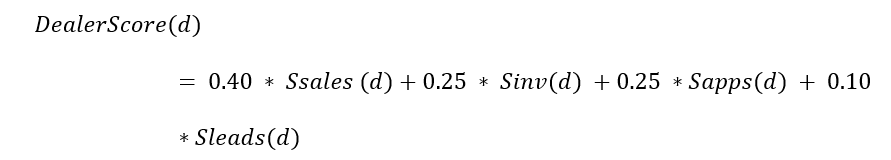 DealerScore(d)
= 0.40 * Ssales (d) + 0.25 * Sinv(d) + 0.25 * Sapps(d) + 0.10
* Sleads(d)